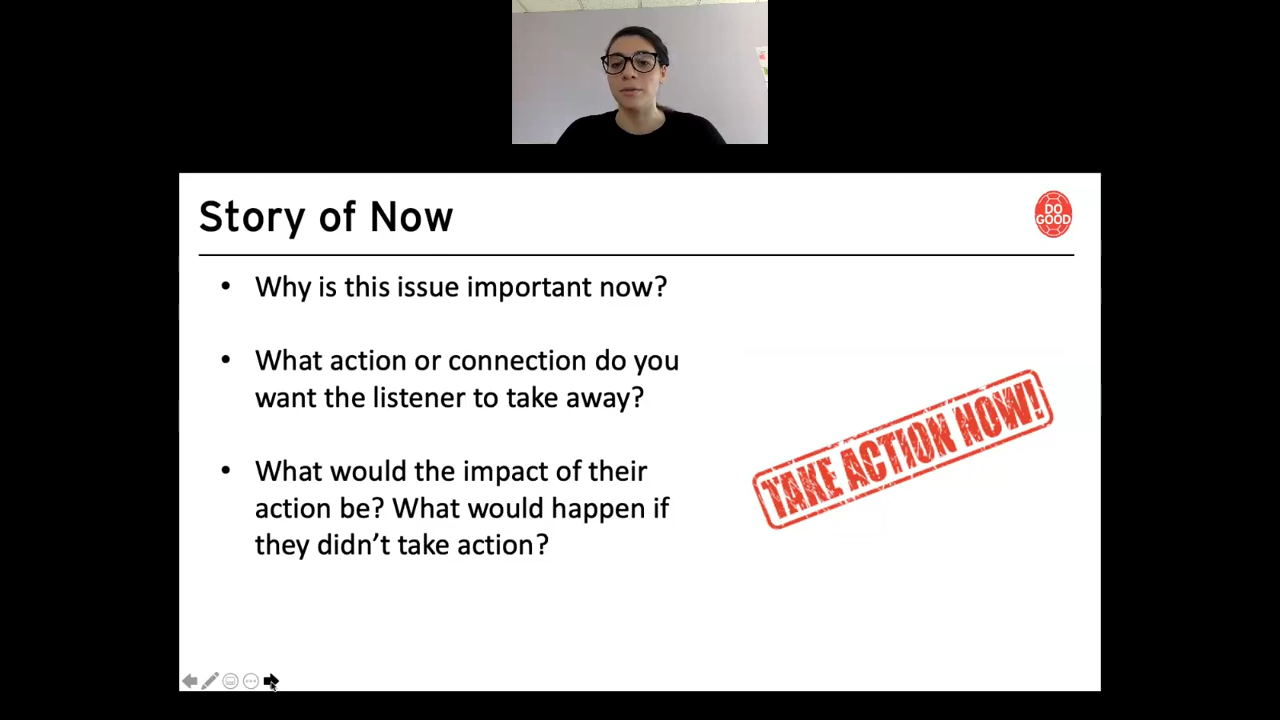 Story of Now
DO
GOOD
• Why is this issue important now?
• What action or connection do you
want the listener to take away?
• What would the impact of their
action be? What would happen if
they didn’t take action?
TAKE ACTION NOW!